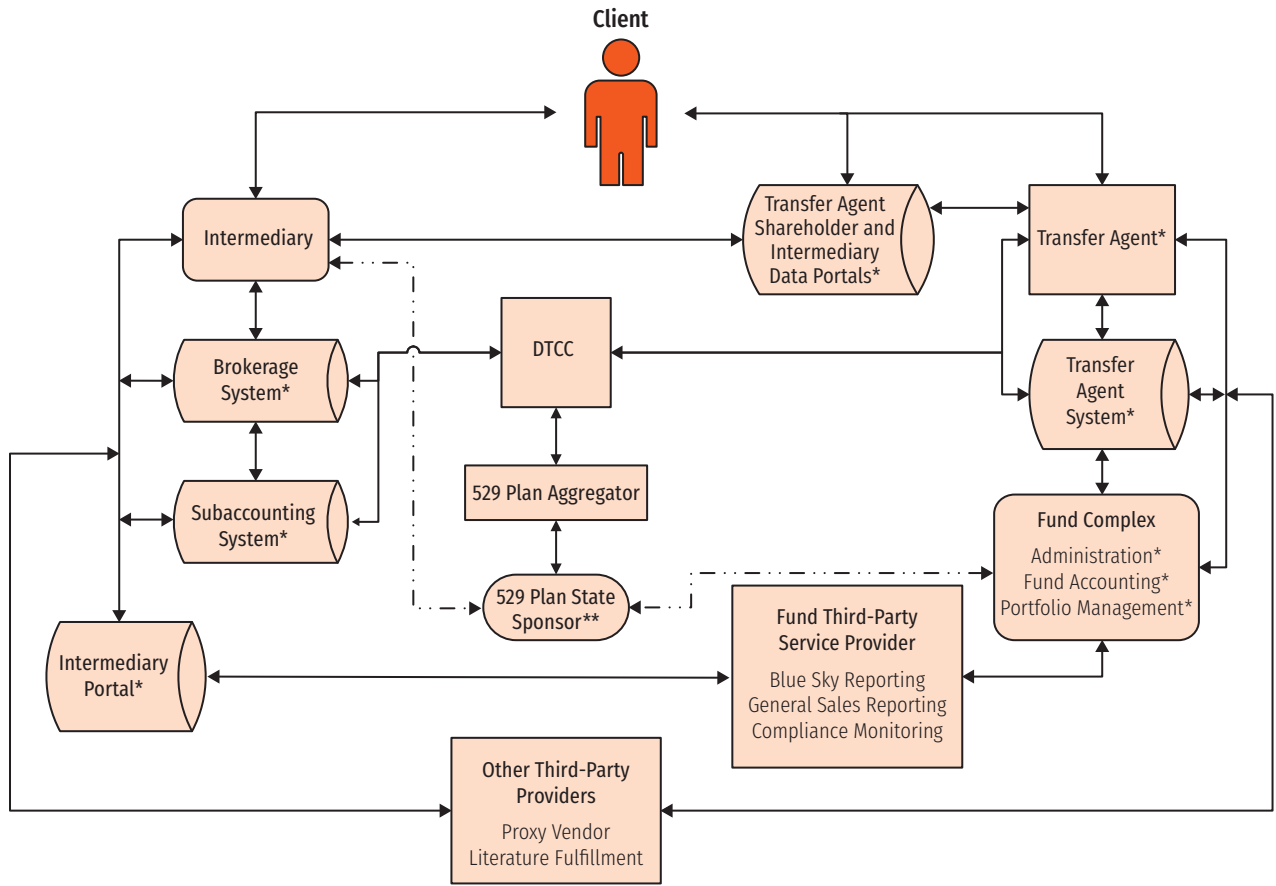 Client
Intermediary
Transfer Agent
Shareholder and
Intermediary
Data Portals*
Transfer Agent*
Brokerage
System*
DTCC
Transfer
Agent
System*
Subaccounting
System*
529 Plan Aggregator
529 Plan State
Sponsor**
Fund Complex
Administration*
Fund Accounting*
Portfolio Management*
Intermediary
Portal*
Fund Third-Party
Service Provider
Blue Sky Reporting
General Sales Reporting
Compliance Monitoring
Other Third-Party
Providers
Proxy Vendor
Literature Fulfillment